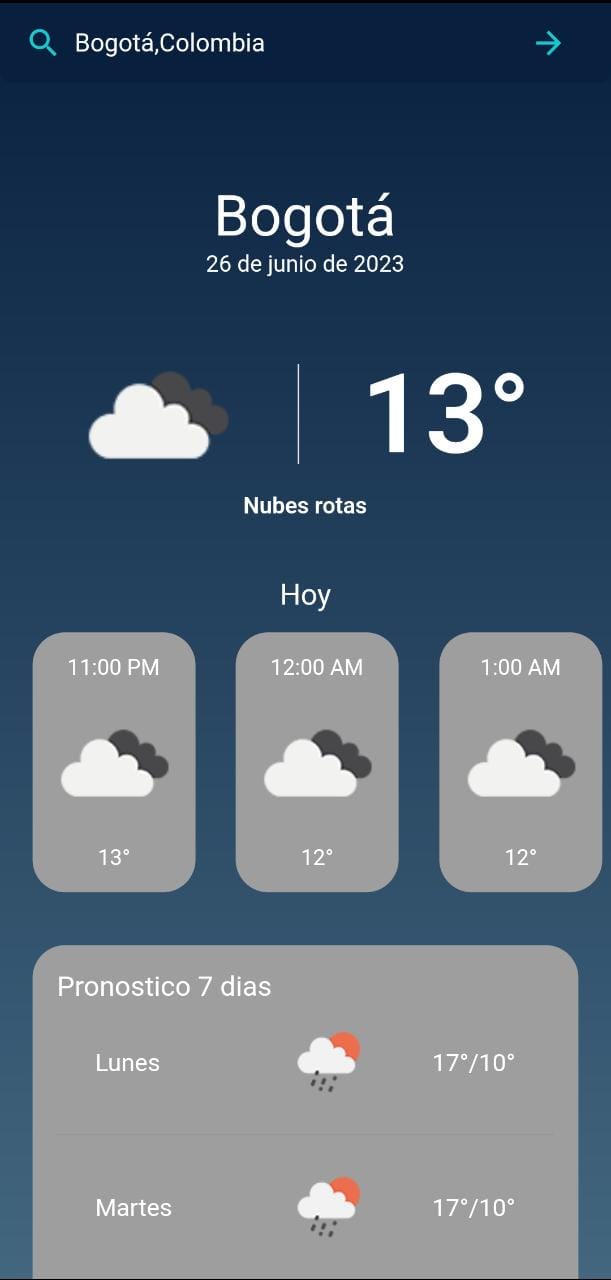 Bogotá,Colombia
Bogotá
26 de junio de 2023
13°
Nubes rotas
Hoy
11:00 PM 12:00 AM 1:00 AM
13° 12° 12°
Pronostico 7 dias
Lunes 17°/10°
Martes 17°/10°